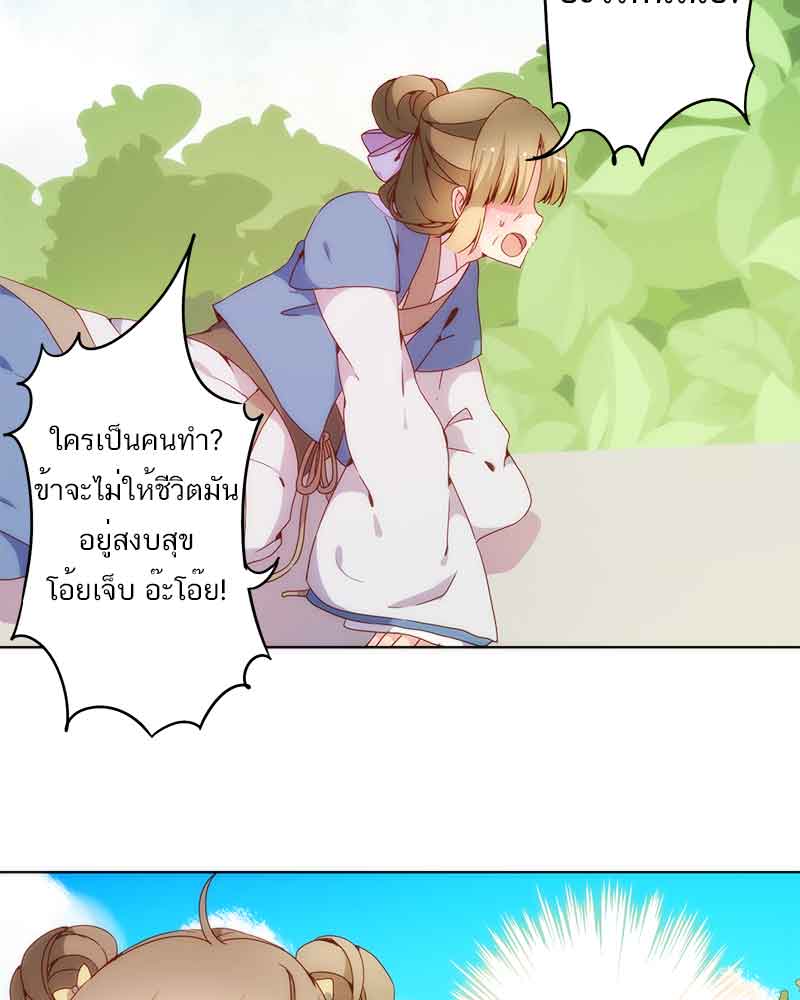 ใครเป็นคนทำ?
ข้าจะไม่ให้ชีวิตมัน
อยู่สงบสุข
โอ้ยเจ็บ อ๊ะโอ๊ย!